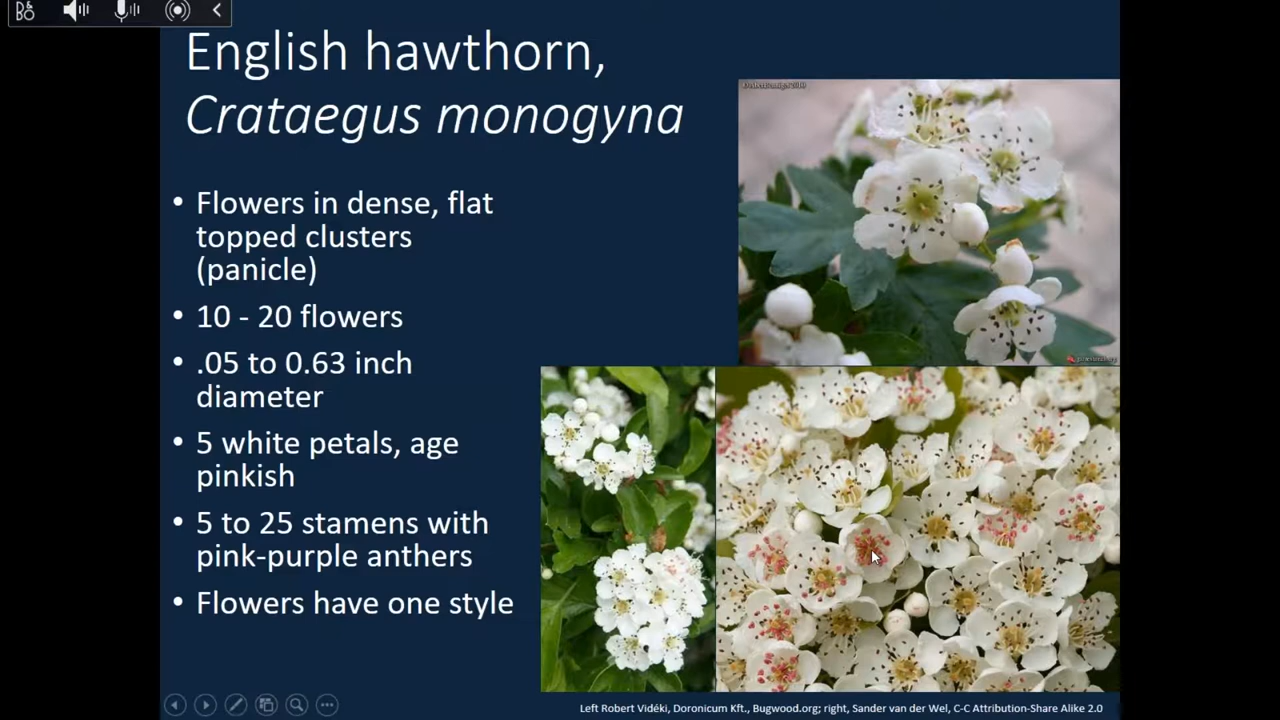 English hawthorn,
Crataegus monogyna
• Flowers in dense, flat
topped clusters
(panicle)
• 10 - 20 flowers
• .05 to 0.63 inch
diameter
• 5 white petals, age
pinkish
• 5 to 25 stamens with
pink-purple anthers
• Flowers have one style
Left Robert Vidéki, Doronicum Kft., Bugwood.org; right, Sander van der Wel, C-C Attribution-Share Alike 2.0